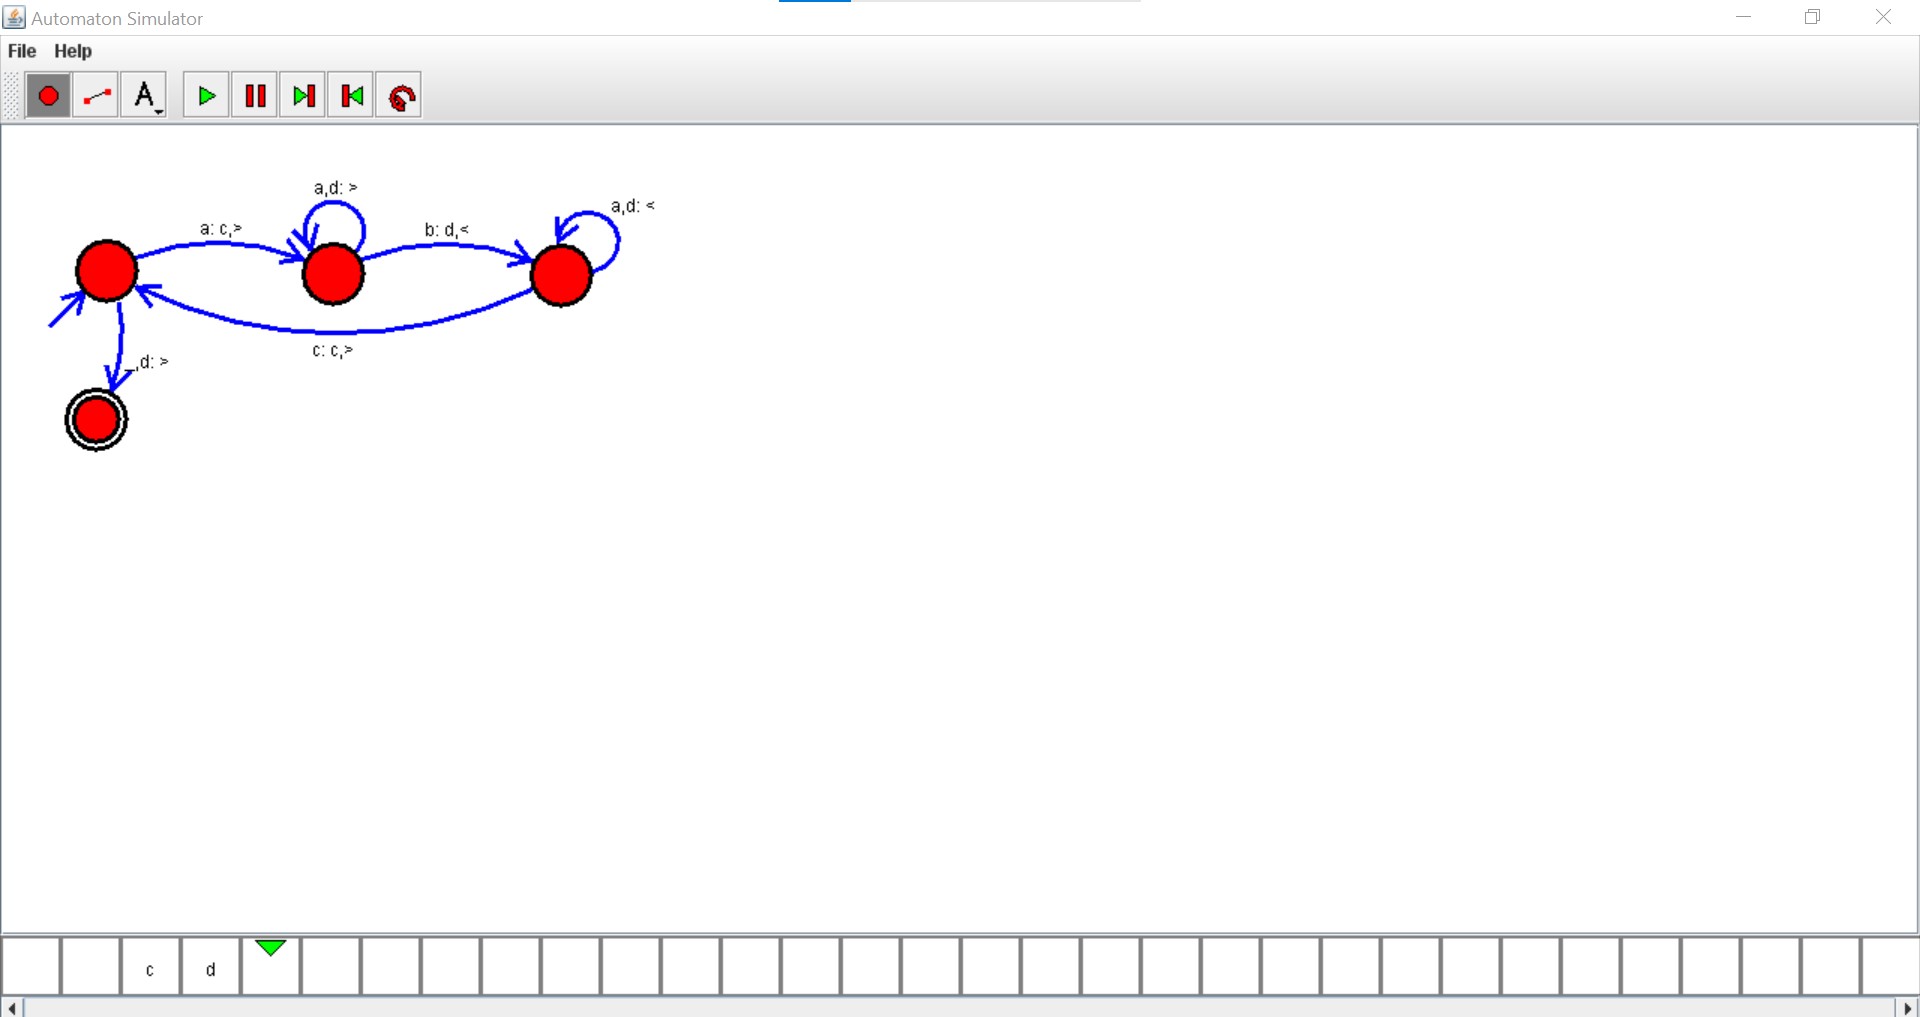 Automaton Simulator
File Help
A
a,d: >
a,d: <
a: c,>
b: d,<
c: c,>
_,d: >
c d